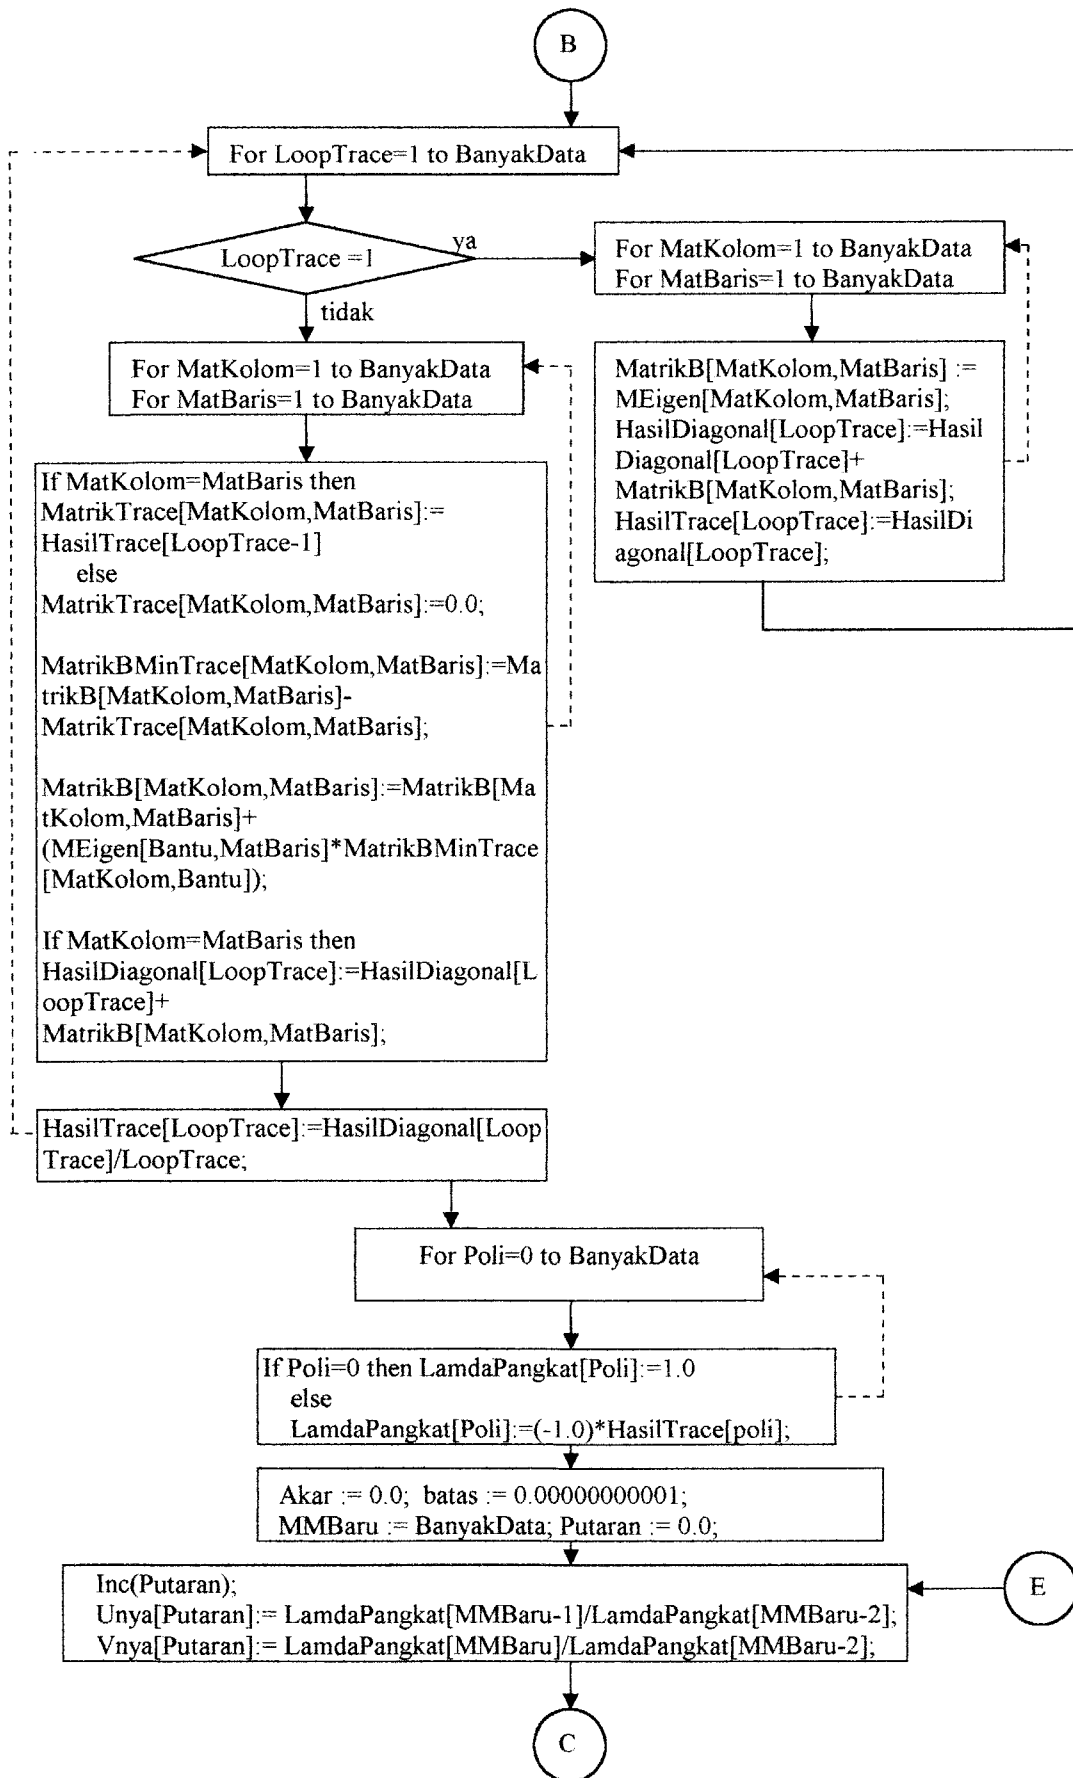 B
For LoopTrace=1 to BanyakData
LoopTrace =1
ya
tidak
For MatKolom=1 to BanyakData
For MatBaris=1 to BanyakData
MatrikB[MatKolom,MatBaris] :=
MEigen[MatKolom,MatBaris];
HasilDiagonal[LoopTrace]:=Hasil
Diagonal[LoopTrace]+
MatrikB[MatKolom,MatBaris];
HasilTrace[LoopTrace]:=HasilDi
agonal[LoopTrace];
For MatKolom=1 to BanyakData
For MatBaris=1 to BanyakData
If MatKolom=MatBaris then
MatrikTrace[MatKolom,MatBaris]:=
HasilTrace[LoopTrace-1]
else
MatrikTrace[MatKolom,MatBaris]:=0.0;
MatrikBMinTrace[MatKolom,MatBaris]:=Ma
trikB[MatKolom,MatBaris]-
MatrikTrace[MatKolom,MatBaris];
MatrikB[MatKolom,MatBaris]:=MatrikB[Ma
tKolom,MatBaris]+
(MEigen[Bantu,MatBaris]*MatrikBMinTrace
[MatKolom,Bantu]);
If MatKolom=MatBaris then
HasilDiagonal[LoopTrace]:=HasilDiagonal[L
oopTrace]+
MatrikB[MatKolom,MatBaris];
HasilTrace[LoopTrace]:=HasilDiagonal[Loop
Trace]/LoopTrace;
For Poli=0 to BanyakData
If Poli=0 then LamdaPangkat[Poli]:=1.0
else
LamdaPangkat[Poli]:=(-1.0)*HasilTrace[poli];
Akar := 0.0; batas := 0.00000000001;
MMBaru := BanyakData; Putaran := 0.0;
Inc(Putaran);
Unya[Putaran]:= LamdaPangkat[MMBaru-1]/LamdaPangkat[MMBaru-2];
Vnya[Putaran]:= LamdaPangkat[MMBaru]/LamdaPangkat[MMBaru-2];
E
C